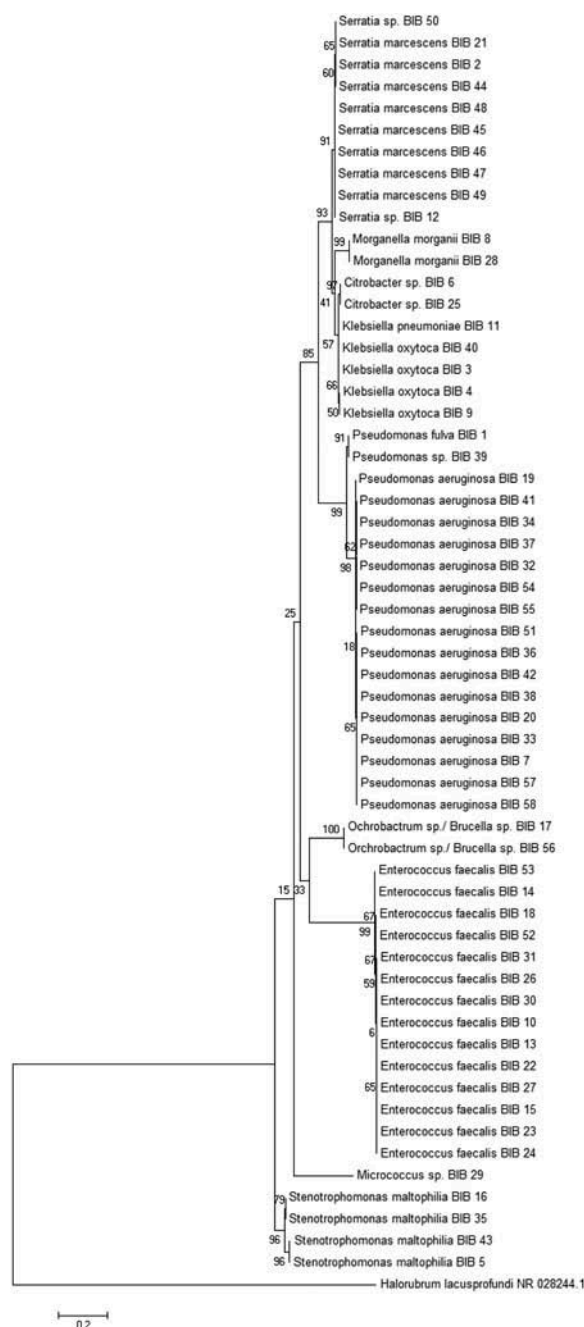 Serratia sp. BIB 50
65
Serratia marcescens BIB 21
60
Serratia marcescens BIB 2
Serratia marcescens BIB 44
Serratia marcescens BIB 48
Serratia marcescens BIB 45
91
Serratia marcescens BIB 46
Serratia marcescens BIB 47
Serratia marcescens BIB 49
93
Serratia sp. BIB 12
99
Morganella morganii BIB 8
Morganella morganii BIB 28
97
Citrobacter sp. BIB 6
41
Citrobacter sp. BIB 25
Klebsiella pneumoniae BIB 11
57
Klebsiella oxytoca BIB 40
85
Klebsiella oxytoca BIB 3
66
Klebsiella oxytoca BIB 4
50
Klebsiella oxytoca BIB 9
91
Pseudomonas fulva BIB 1
Pseudomonas sp. BIB 39
Pseudomonas aeruginosa BIB 19
Pseudomonas aeruginosa BIB 41
99
Pseudomonas aeruginosa BIB 34
62
Pseudomonas aeruginosa BIB 37
98
Pseudomonas aeruginosa BIB 32
Pseudomonas aeruginosa BIB 54
Pseudomonas aeruginosa BIB 55
25
Pseudomonas aeruginosa BIB 51
18
Pseudomonas aeruginosa BIB 36
Pseudomonas aeruginosa BIB 42
Pseudomonas aeruginosa BIB 38
Pseudomonas aeruginosa BIB 20
65
Pseudomonas aeruginosa BIB 33
Pseudomonas aeruginosa BIB 7
Pseudomonas aeruginosa BIB 57
Pseudomonas aeruginosa BIB 58
100
Ochrobactrum sp./ Brucella sp. BIB 17
Orchrobactrum sp./ Brucella sp. BIB 56
Enterococcus faecalis BIB 53
15 33
Enterococcus faecalis BIB 14
67
Enterococcus faecalis BIB 18
99
Enterococcus faecalis BIB 52
67
Enterococcus faecalis BIB 31
59
Enterococcus faecalis BIB 26
Enterococcus faecalis BIB 30
6
Enterococcus faecalis BIB 10
Enterococcus faecalis BIB 13
Enterococcus faecalis BIB 22
65
Enterococcus faecalis BIB 27
Enterococcus faecalis BIB 15
Enterococcus faecalis BIB 23
Enterococcus faecalis BIB 24
Micrococcus sp. BIB 29
79
Stenotrophomonas maltophilia BIB 16
Stenotrophomonas maltophilia BIB 35
96
Stenotrophomonas maltophilia BIB 43
96
Stenotrophomonas maltophilia BIB 5
Halorubrum lacusprofundi NR 028244.1
0.2